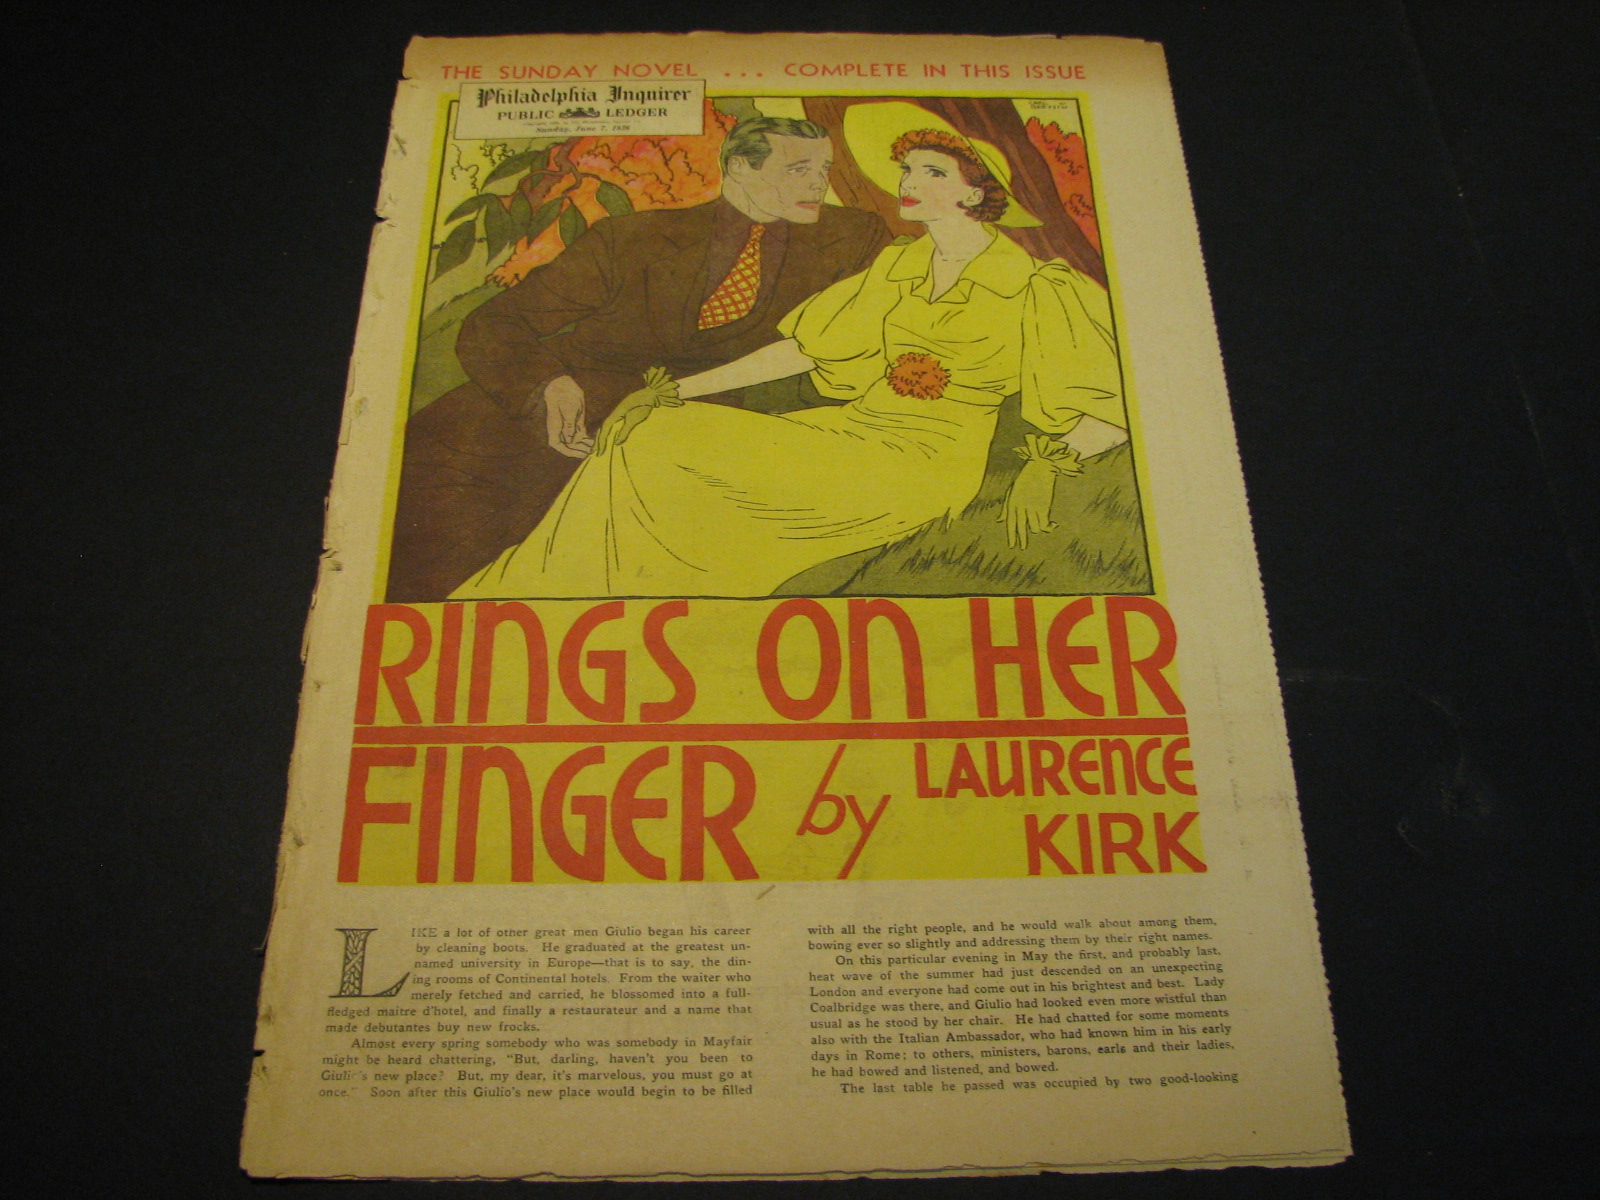 THE SUNDAY NOVEL ... COMPLETE IN THIS ISSUE
Philadelphia Inquirer
PUBLIC LEDGER
Sunday, June 7, 1936
RINGS ON HER
FINGER by LAURENCE
KIRK
LIKE a lot of other great men Giulio began his career
by cleaning boots. He graduated at the greatest un-
named university in Europe—that is to say, the din-
ing rooms of Continental hotels. From the waiter who
merely fetched and carried, he blossomed into a full-
fledged maitre d'hotel, and finally a restaurateur and a name that
made debutantes buy new frocks.
Almost every spring somebody who was somebody in Mayfair
might be heard chattering, "But, darling, haven't you been to
Giulio's new place? But, my dear, it's marvelous, you must go at
once." Soon after this Giulio's new place would begin to be filled
with all the right people, and he would walk about among them,
bowing ever so slightly and addressing them by their right names.
On this particular evening in May the first, and probably last,
heat wave of the summer had just descended on an unexpecting
London and everyone had come out in his brightest and best. Lady
Coalbridge was there, and Giulio had looked even more wistful than
usual as he stood by her chair. He had chatted for some moments
also with the Italian Ambassador, who had known him in his early
days in Rome; to others, ministers, barons, earls and their ladies,
he had bowed and listened, and bowed.
The last table he passed was occupied by two good-looking